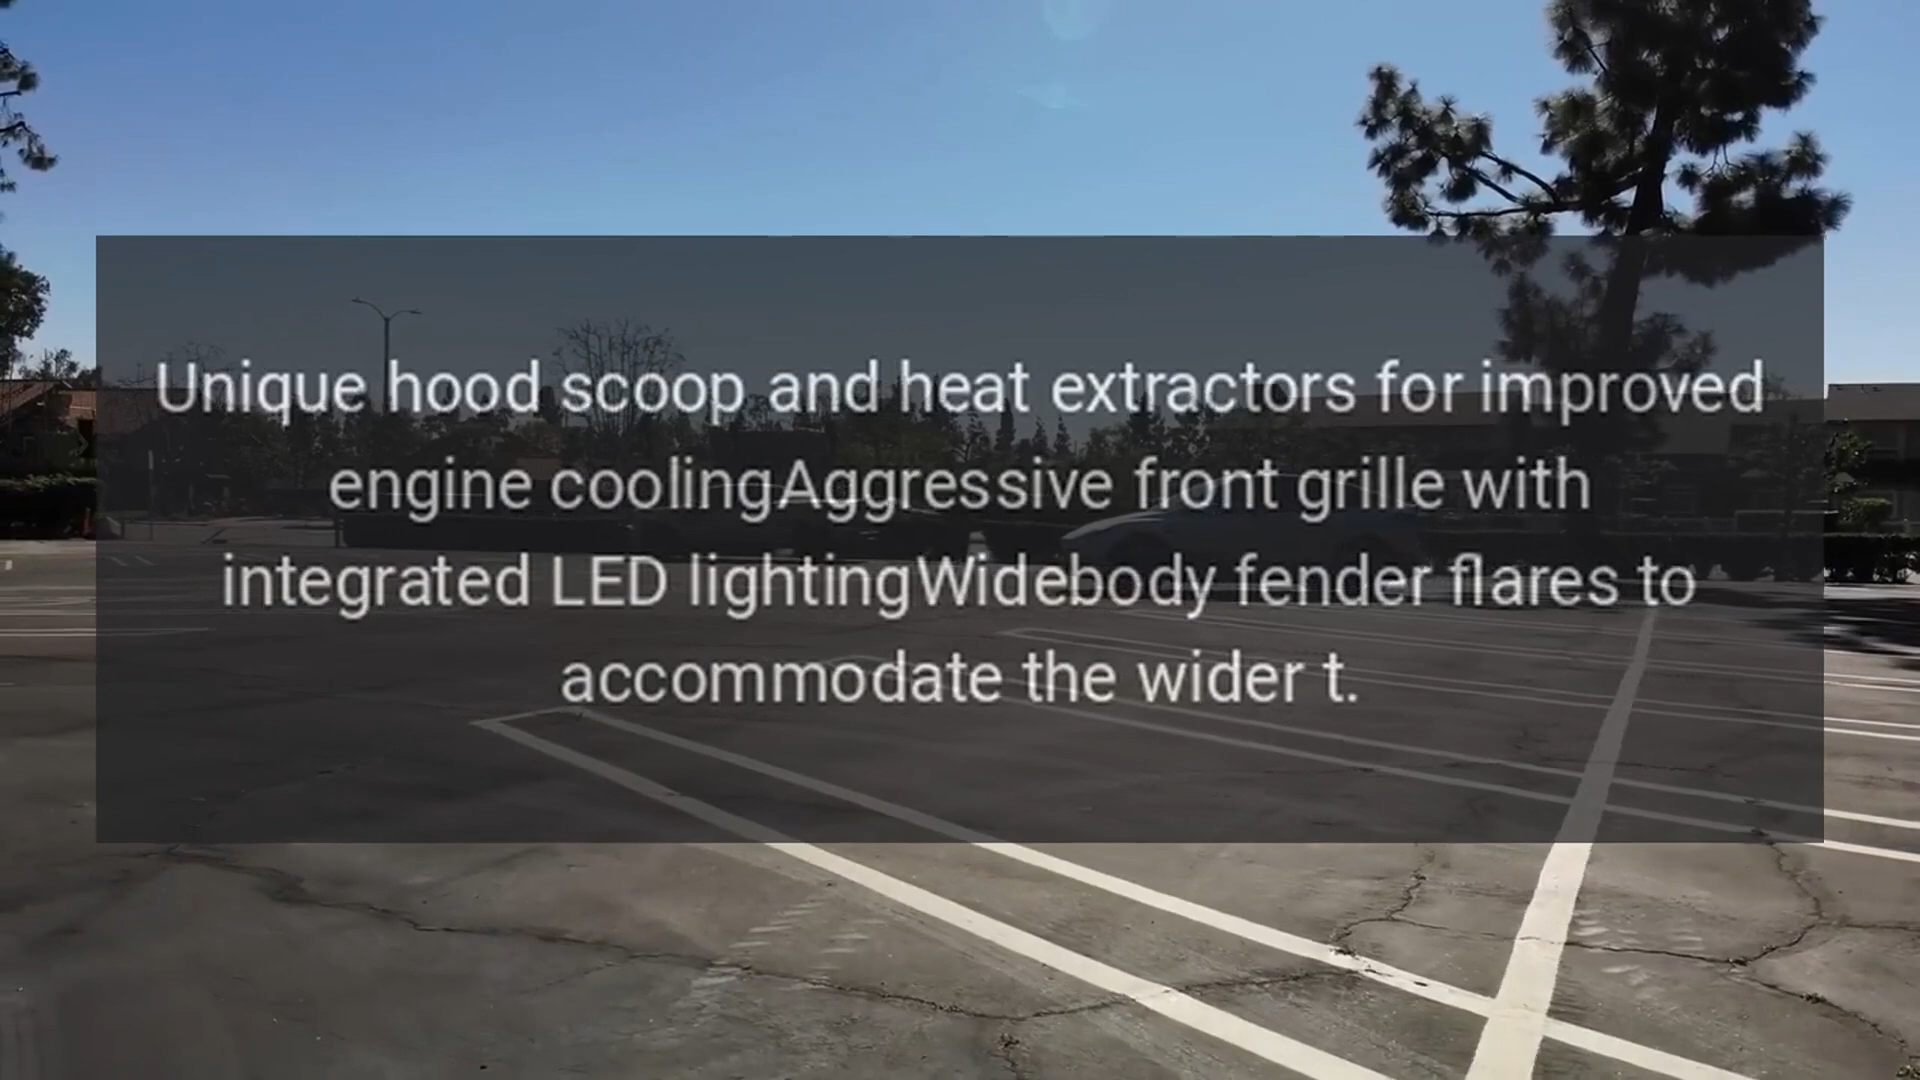 Unique hood scoop and heat extractors for improved
engine coolingAggressive front grille with
integrated LED lightingWidebody fender flares to
accommodate the wider t.